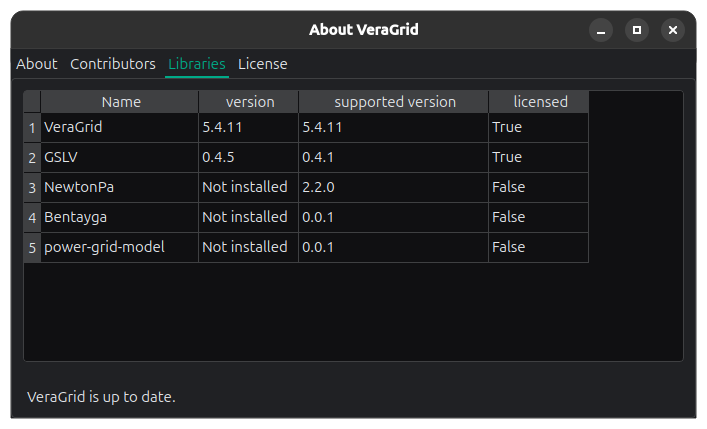 About VeraGrid
About Contributors Libraries License
Name version supported version licensed
1 VeraGrid 5.4.11 5.4.11 True
2 GSLV 0.4.5 0.4.1 True
3 NewtonPa Not installed 2.2.0 False
4 Bentayga Not installed 0.0.1 False
5 power-grid-model Not installed 0.0.1 False
VeraGrid is up to date.